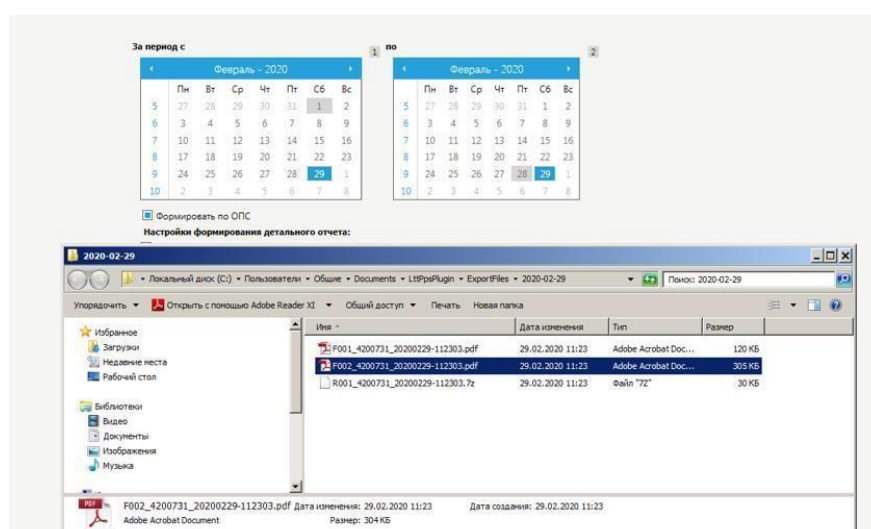 За период с 1 по 2
Февраль - 2020 Февраль - 2020
Пн Вт Ср Чт Пт Сб Вс Пн Вт Ср Чт Пт Сб Вс
5 27 28 29 30 31 1 2 5 27 28 29 30 31 1 2
6 3 4 5 6 7 8 9 6 3 4 5 6 7 8 9
7 10 11 12 13 14 15 16 7 10 11 12 13 14 15 16
8 17 18 19 20 21 22 23 8 17 18 19 20 21 22 23
9 24 25 26 27 28 29 1 9 24 25 26 27 28 29 1
10 2 3 4 5 6 7 8 10 2 3 4 5 6 7 8
Формировать по ОПС
Настройки формирования детального отчета:
2020-02-29
Локальный диск (C:) Пользователи Общие Documents LttPpsPlugin ExportFiles 2020-02-29 Поиск: 2020-02-29
Упорядочить Открыть с помощью Adobe Reader XI Общий доступ Печать Новая папка
Избранное Имя Дата изменения Тип Размер
Загрузки F001_4200731_20200229-112303.pdf 29.02.2020 11:23 Adobe Acrobat Doc... 120 КБ
Недавние места F002_4200731_20200229-112303.pdf 29.02.2020 11:23 Adobe Acrobat Doc... 305 КБ
Рабочий стол R001_4200731_20200229-112303.7z 29.02.2020 11:23 Файл "7Z" 30 КБ
Библиотеки
Видео
Документы
Изображения
Музыка
PDF F002_4200731_20200229-112303.pdf Дата изменения: 29.02.2020 11:23 Дата создания: 29.02.2020 11:23
Adobe Acrobat Document Размер: 304 КБ